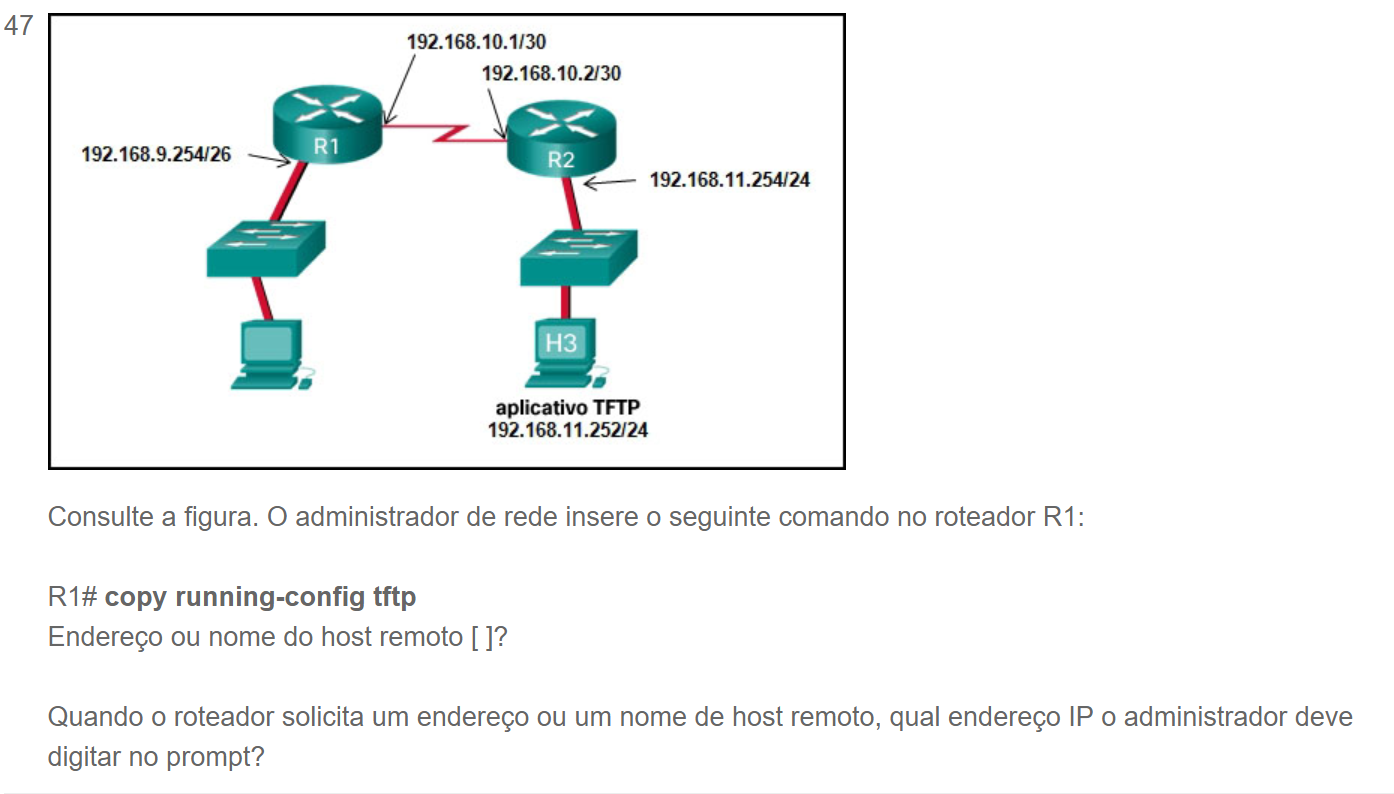 47
192.168.10.1/30
192.168.10.2/30
192.168.9.254/26
R1
R2
192.168.11.254/24
H3
aplicativo TFTP
192.168.11.252/24
Consulte a figura. O administrador de rede insere o seguinte comando no roteador R1:
R1# copy running-config tftp
Endereço ou nome do host remoto [ ]?
Quando o roteador solicita um endereço ou um nome de host remoto, qual endereço IP o administrador deve
digitar no prompt?